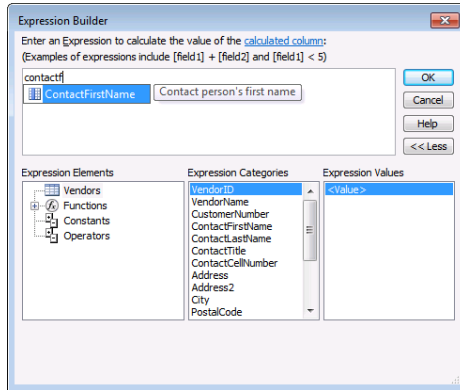 Expression Builder
Enter an Expression to calculate the value of the calculated column:
(Examples of expressions include [field1] + [field2] and [field1] < 5)
contactf
ContactFirstName
Contact person's first name
OK
Cancel
Help
<< Less
Expression Elements
Expression Categories
Expression Values
Vendors
Functions
Constants
Operators
VendorID
VendorName
CustomerNumber
ContactFirstName
ContactLastName
ContactTitle
ContactCellNumber
Address
Address2
City
PostalCode
<Value>